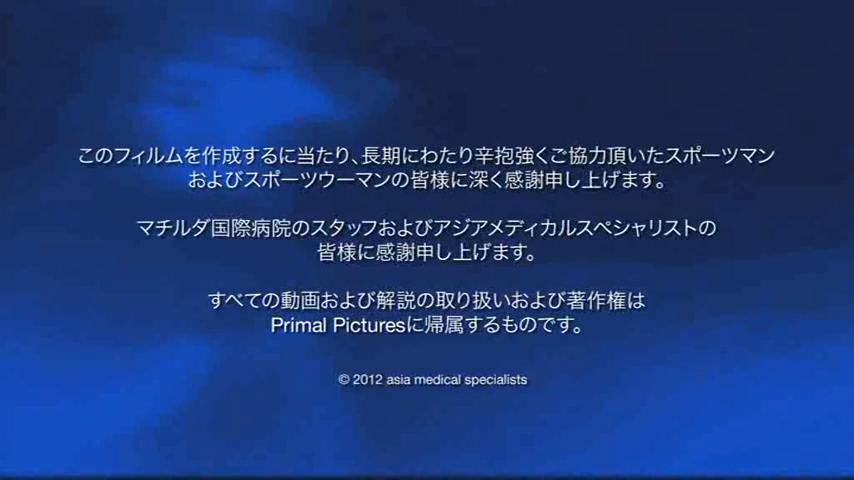 このフィルムを作成するに当たり、長期にわたり辛抱強くご協力頂いたスポーツマン
およびスポーツウーマンの皆様に深く感謝申し上げます。
マチルダ国際病院のスタッフおよびアジアメディカルスペシャリストの
皆様に感謝申し上げます。
すべての動画および解説の取り扱いおよび著作権は
Primal Picturesに帰属するものです。
© 2012 asia medical specialists